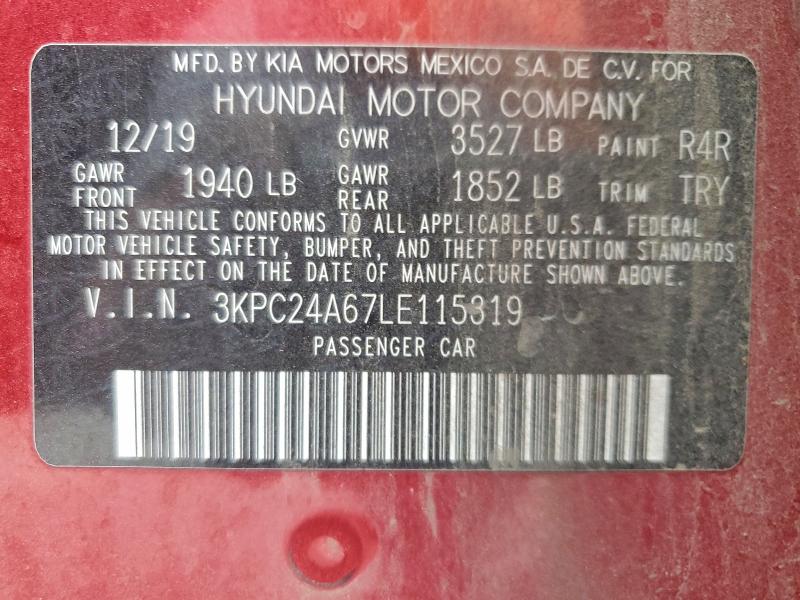 MFD. BY KIA MOTORS MEXICO S.A. DE C.V. FOR
HYUNDAI MOTOR COMPANY
12/19 GVWR 3527 LB PAINT R4R
GAWR FRONT 1940 LB GAWR REAR 1852 LB TRIM TRY
THIS VEHICLE CONFORMS TO ALL APPLICABLE U.S.A. FEDERAL
MOTOR VEHICLE SAFETY, BUMPER, AND THEFT PREVENTION STANDARDS
IN EFFECT ON THE DATE OF MANUFACTURE SHOWN ABOVE.
V.I.N. 3KPC24A67LE115319
PASSENGER CAR